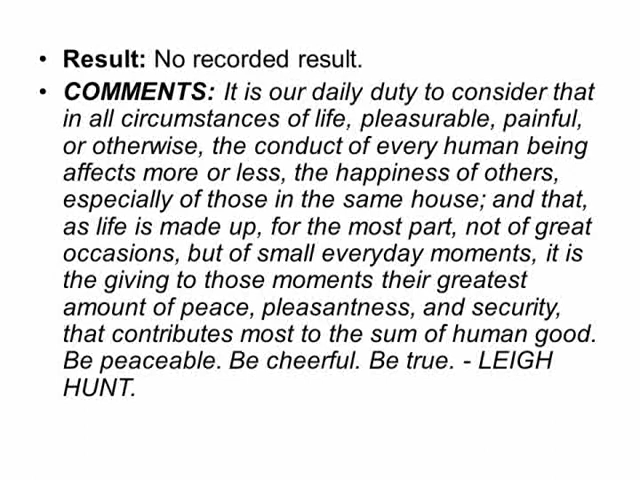 • Result: No recorded result.
• COMMENTS: It is our daily duty to consider that
in all circumstances of life, pleasurable, painful,
or otherwise, the conduct of every human being
affects more or less, the happiness of others,
especially of those in the same house; and that,
as life is made up, for the most part, not of great
occasions, but of small everyday moments, it is
the giving to those moments their greatest
amount of peace, pleasantness, and security,
that contributes most to the sum of human good.
Be peaceable. Be cheerful. Be true. - LEIGH
HUNT.